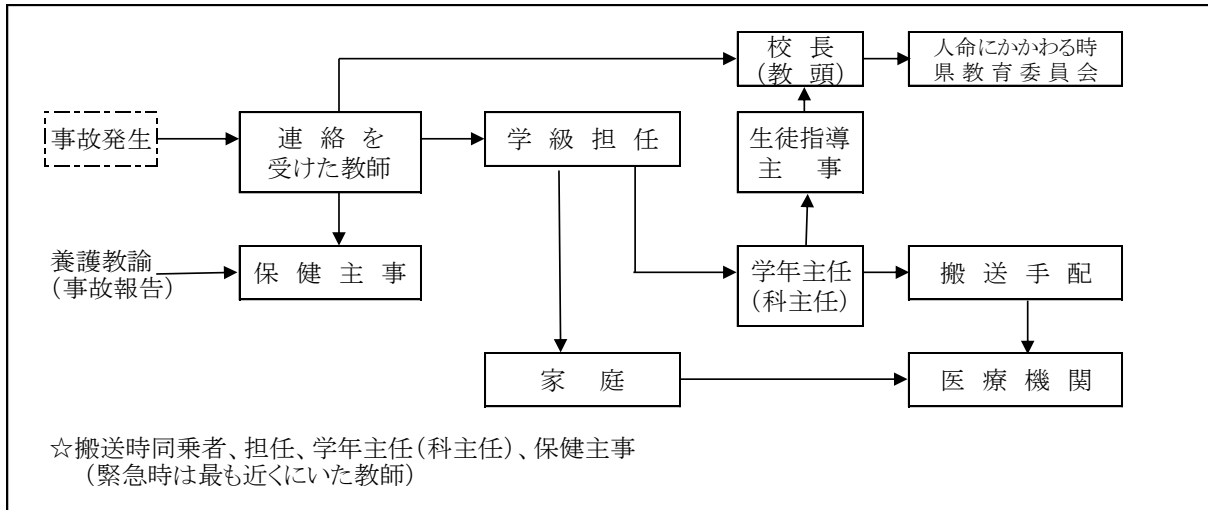 校長
(教頭)
人命にかかわる時
県教育委員会
事故発生
連絡を
受けた教師
学級担任
生徒指導
主事
養護教諭
(事故報告)
保健主事
学年主任
(科主任)
搬送手配
家庭
医療機関
☆搬送時同乗者、担任、学年主任(科主任)、保健主事
(緊急時は最も近くにいた教師)